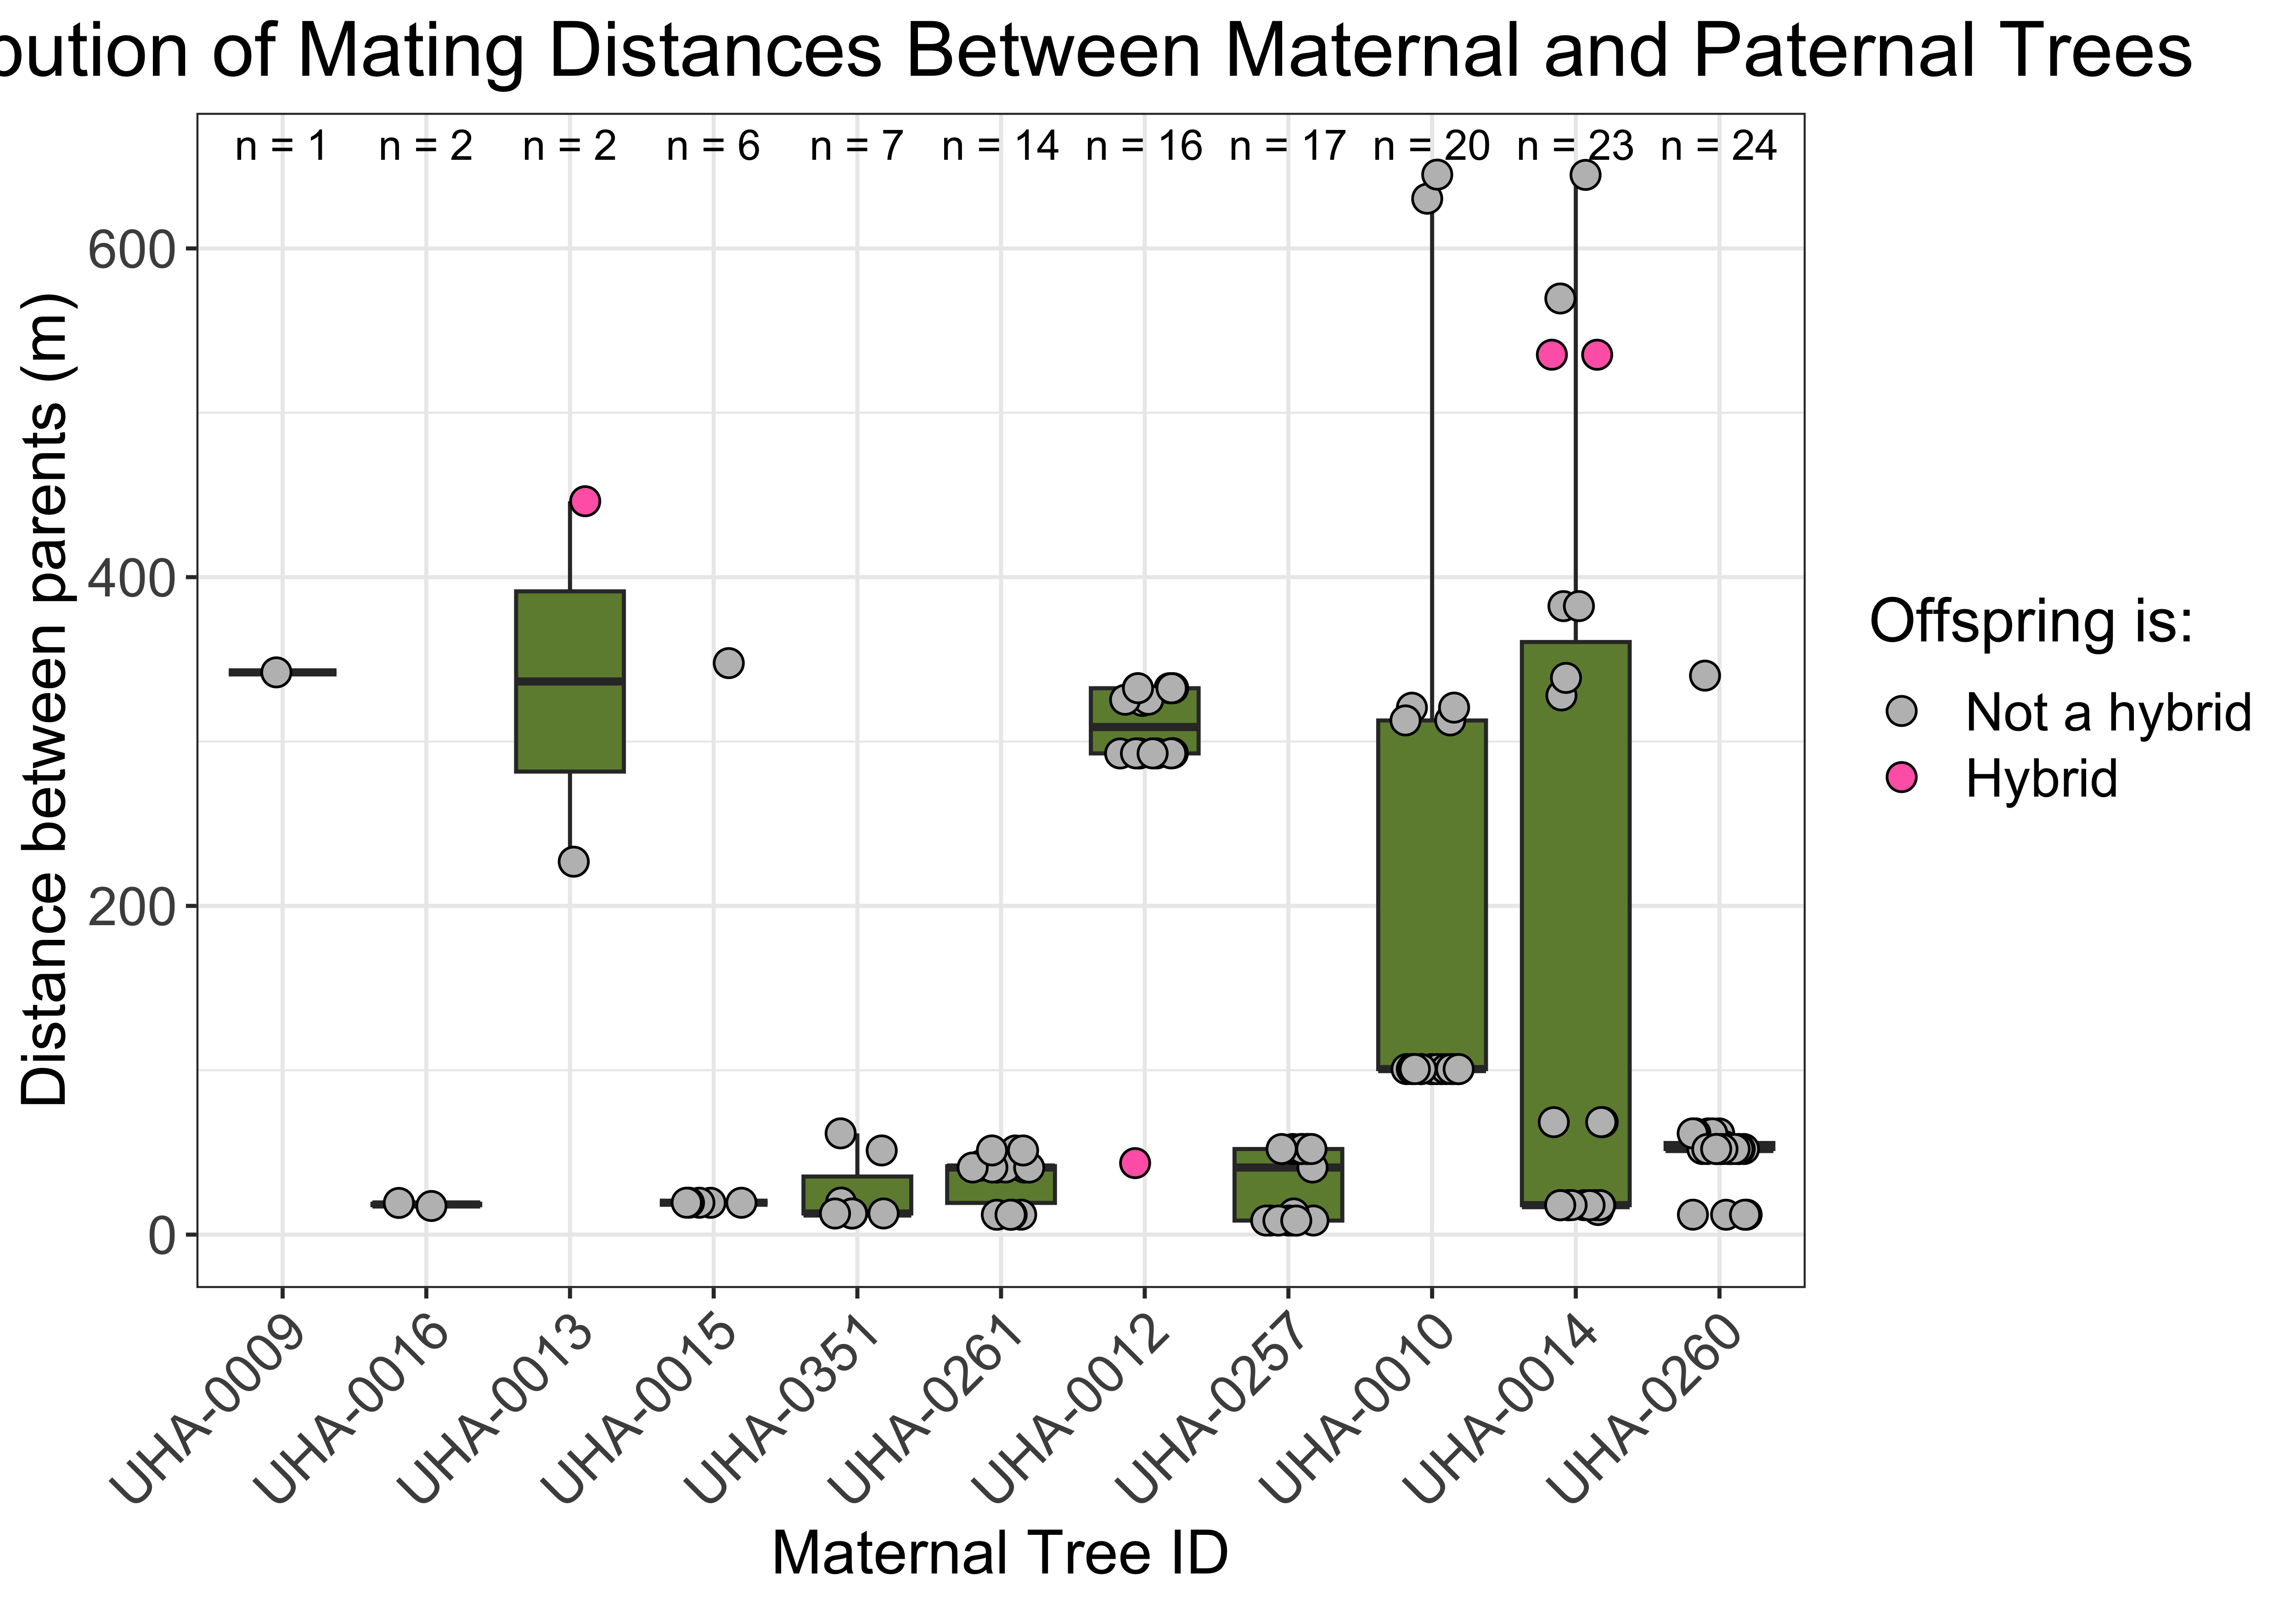 of Mating Distances Between Maternal and Paternal Trees
n = 1 n = 2 n = 2 n = 6 n = 7 n = 14 n = 16 n = 17 n = 20 n = 23 n = 24
Distance between parents (m)
600
400
200
0
UHA-0009 UHA-0016 UHA-0013 UHA-0015 UHA-0351 UHA-0261 UHA-0012 UHA-0257 UHA-0010 UHA-0014 UHA-0260
Maternal Tree ID
Offspring is:
Not a hybrid
Hybrid